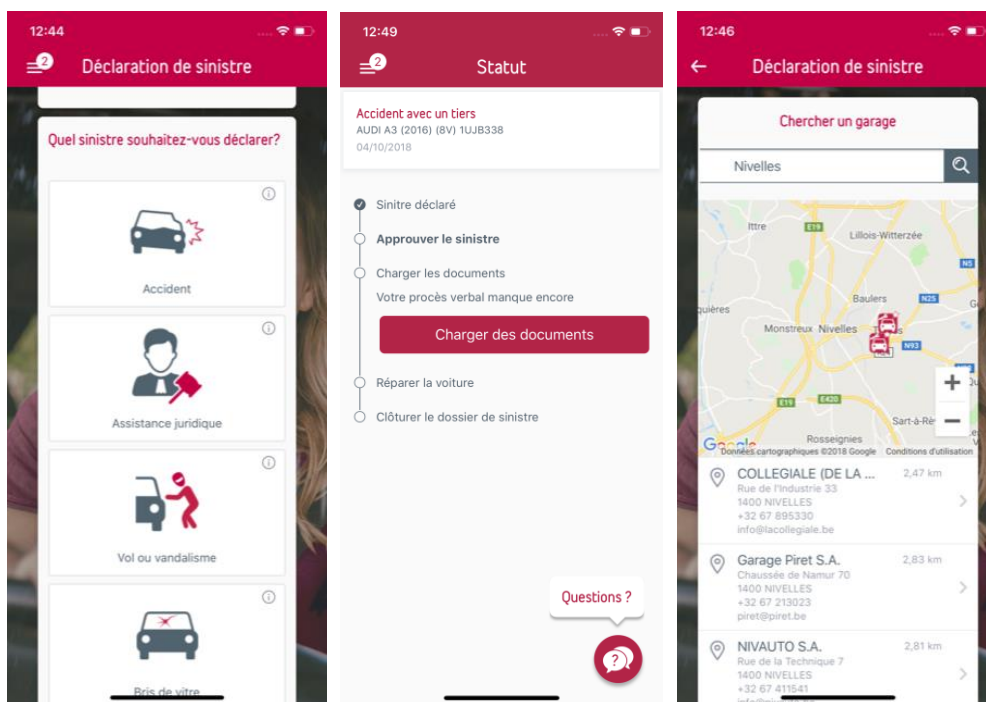 12:44
2
Déclaration de sinistre
Quel sinistre souhaitez-vous déclarer?
Accident
Assistance juridique
Vol ou vandalisme
Bris de vitre
12:49
2
Statut
Accident avec un tiers
AUDI A3 (2016) (8V) 1UJB338
04/10/2018
Sinitre déclaré
Approuver le sinistre
Charger les documents
Votre procès verbal manque encore
Charger des documents
Réparer la voiture
Clôturer le dossier de sinistre
Questions ?
?
12:46
Déclaration de sinistre
Chercher un garage
Nivelles
Ittre
E19
Lillois-Witterzée
N5
Baulers
N25
quières
Monstreux
Nivelles
N93
E19
E420
Sart-à-Rè
Rosseignies
Google
Données cartographiques ©2018 Google
Conditions d'utilisation
COLLEGIALE (DE LA ...
2,47 km
Rue de l'Industrie 33
1400 NIVELLES
+32 67 895330
info@lacollegiale.be
Garage Piret S.A.
2,83 km
Chaussée de Namur 70
1400 NIVELLES
+32 67 213023
piret@piret.be
NIVAUTO S.A.
2,81 km
Rue de la Technique 7
1400 NIVELLES
+32 67 411541